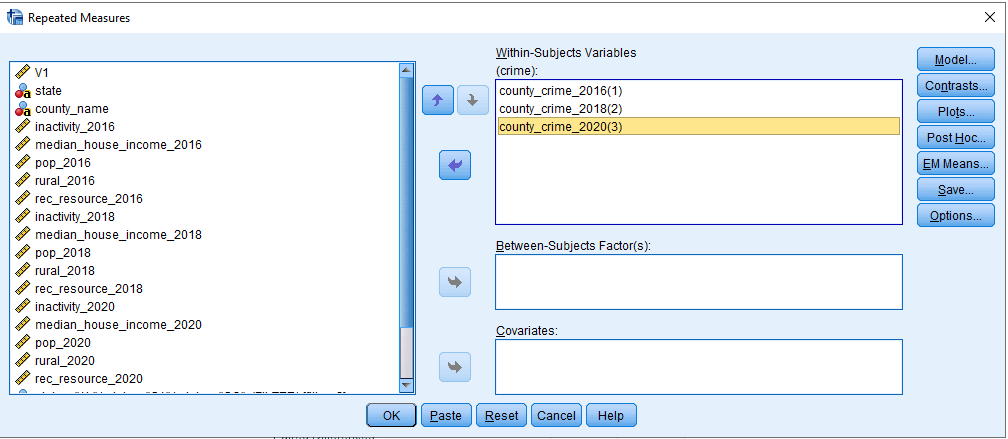 Repeated Measures
V1
state
county_name
inactivity_2016
median_house_income_2016
pop_2016
rural_2016
rec_resource_2016
inactivity_2018
median_house_income_2018
pop_2018
rural_2018
rec_resource_2018
inactivity_2020
median_house_income_2020
pop_2020
rural_2020
rec_resource_2020
Within-Subjects Variables
(crime):
county_crime_2016(1)
county_crime_2018(2)
county_crime_2020(3)
Between-Subjects Factor(s):
Covariates:
Model...
Contrasts...
Plots...
Post Hoc...
EM Means...
Save...
Options...
OK
Paste
Reset
Cancel
Help